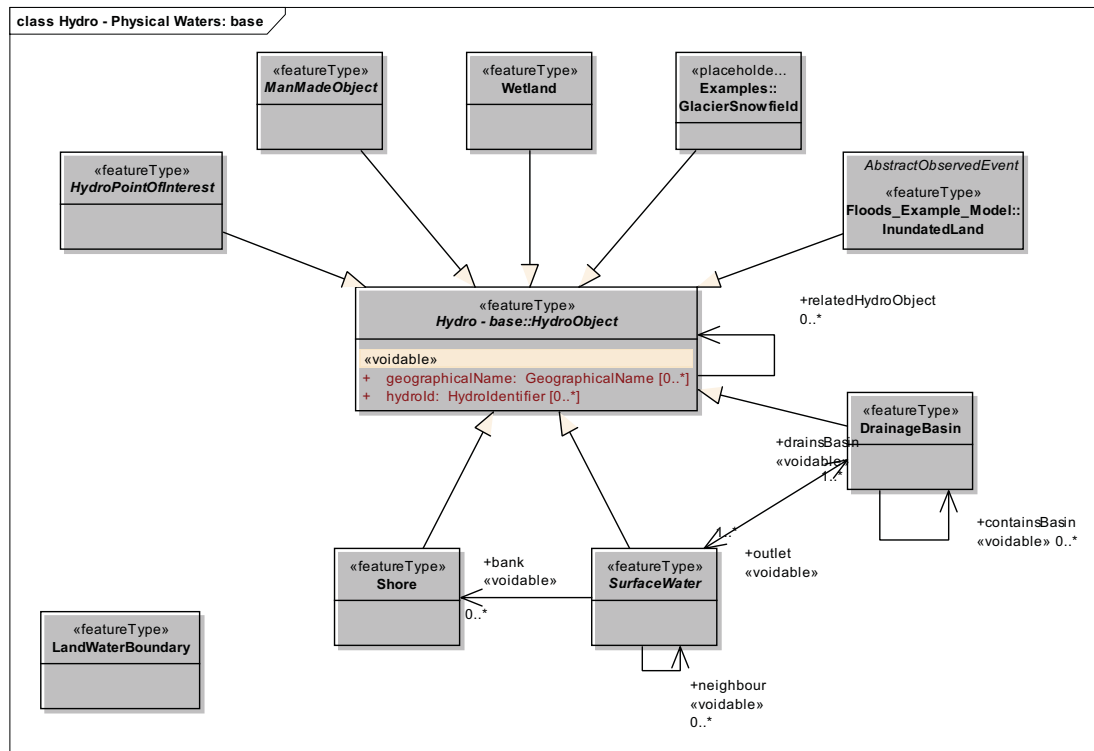 class Hydro - Physical Waters: base
«featureType»
ManMadeObject
«featureType»
Wetland
«placeholde...
Examples::
GlacierSnowfield
«featureType»
HydroPointOfInterest
AbstractObservedEvent
«featureType»
Floods_Example_Model::
InundatedLand
«featureType»
Hydro - base::HydroObject
«voidable»
+ geographicalName: GeographicalName [0..*]
+ hydroId: HydroIdentifier [0..*]
+relatedHydroObject
0..*
«featureType»
DrainageBasin
+drainsBasin
«voidable»
1..*
+containsBasin
«voidable» 0..*
1..*
+outlet
«voidable»
«featureType»
Shore
+bank
«voidable»
0..*
«featureType»
SurfaceWater
+neighbour
«voidable»
0..*
«featureType»
LandWaterBoundary